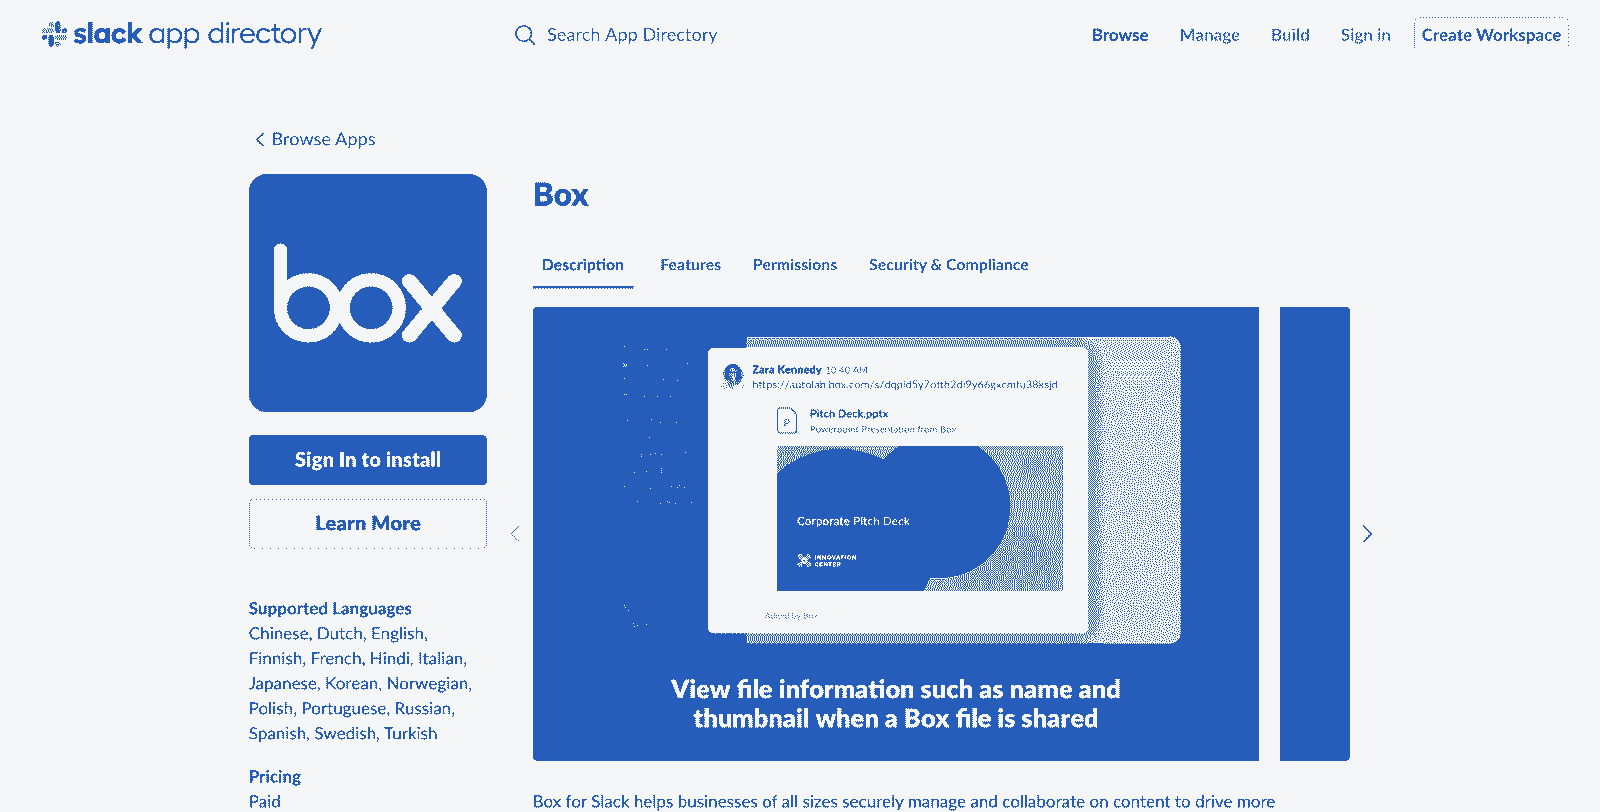 slack app directory
Search App Directory
Browse
Manage
Build
Sign in
Create Workspace
Browse Apps
box
Sign In to install
Learn More
Supported Languages
Chinese, Dutch, English,
Finnish, French, Hindi, Italian,
Japanese, Korean, Norwegian,
Polish, Portuguese, Russian,
Spanish, Swedish, Turkish
Pricing
Paid
Box
Description
Features
Permissions
Security & Compliance
Zara Kennedy 10:40 AM
Pitch Deck.pptx
Powerpoint Presentation from Box
Corporate Pitch Deck
INNOVATION
CENTER
Added by Box
View file information such as name and
thumbnail when a Box file is shared
Box for Slack helps businesses of all sizes securely manage and collaborate on content to drive more